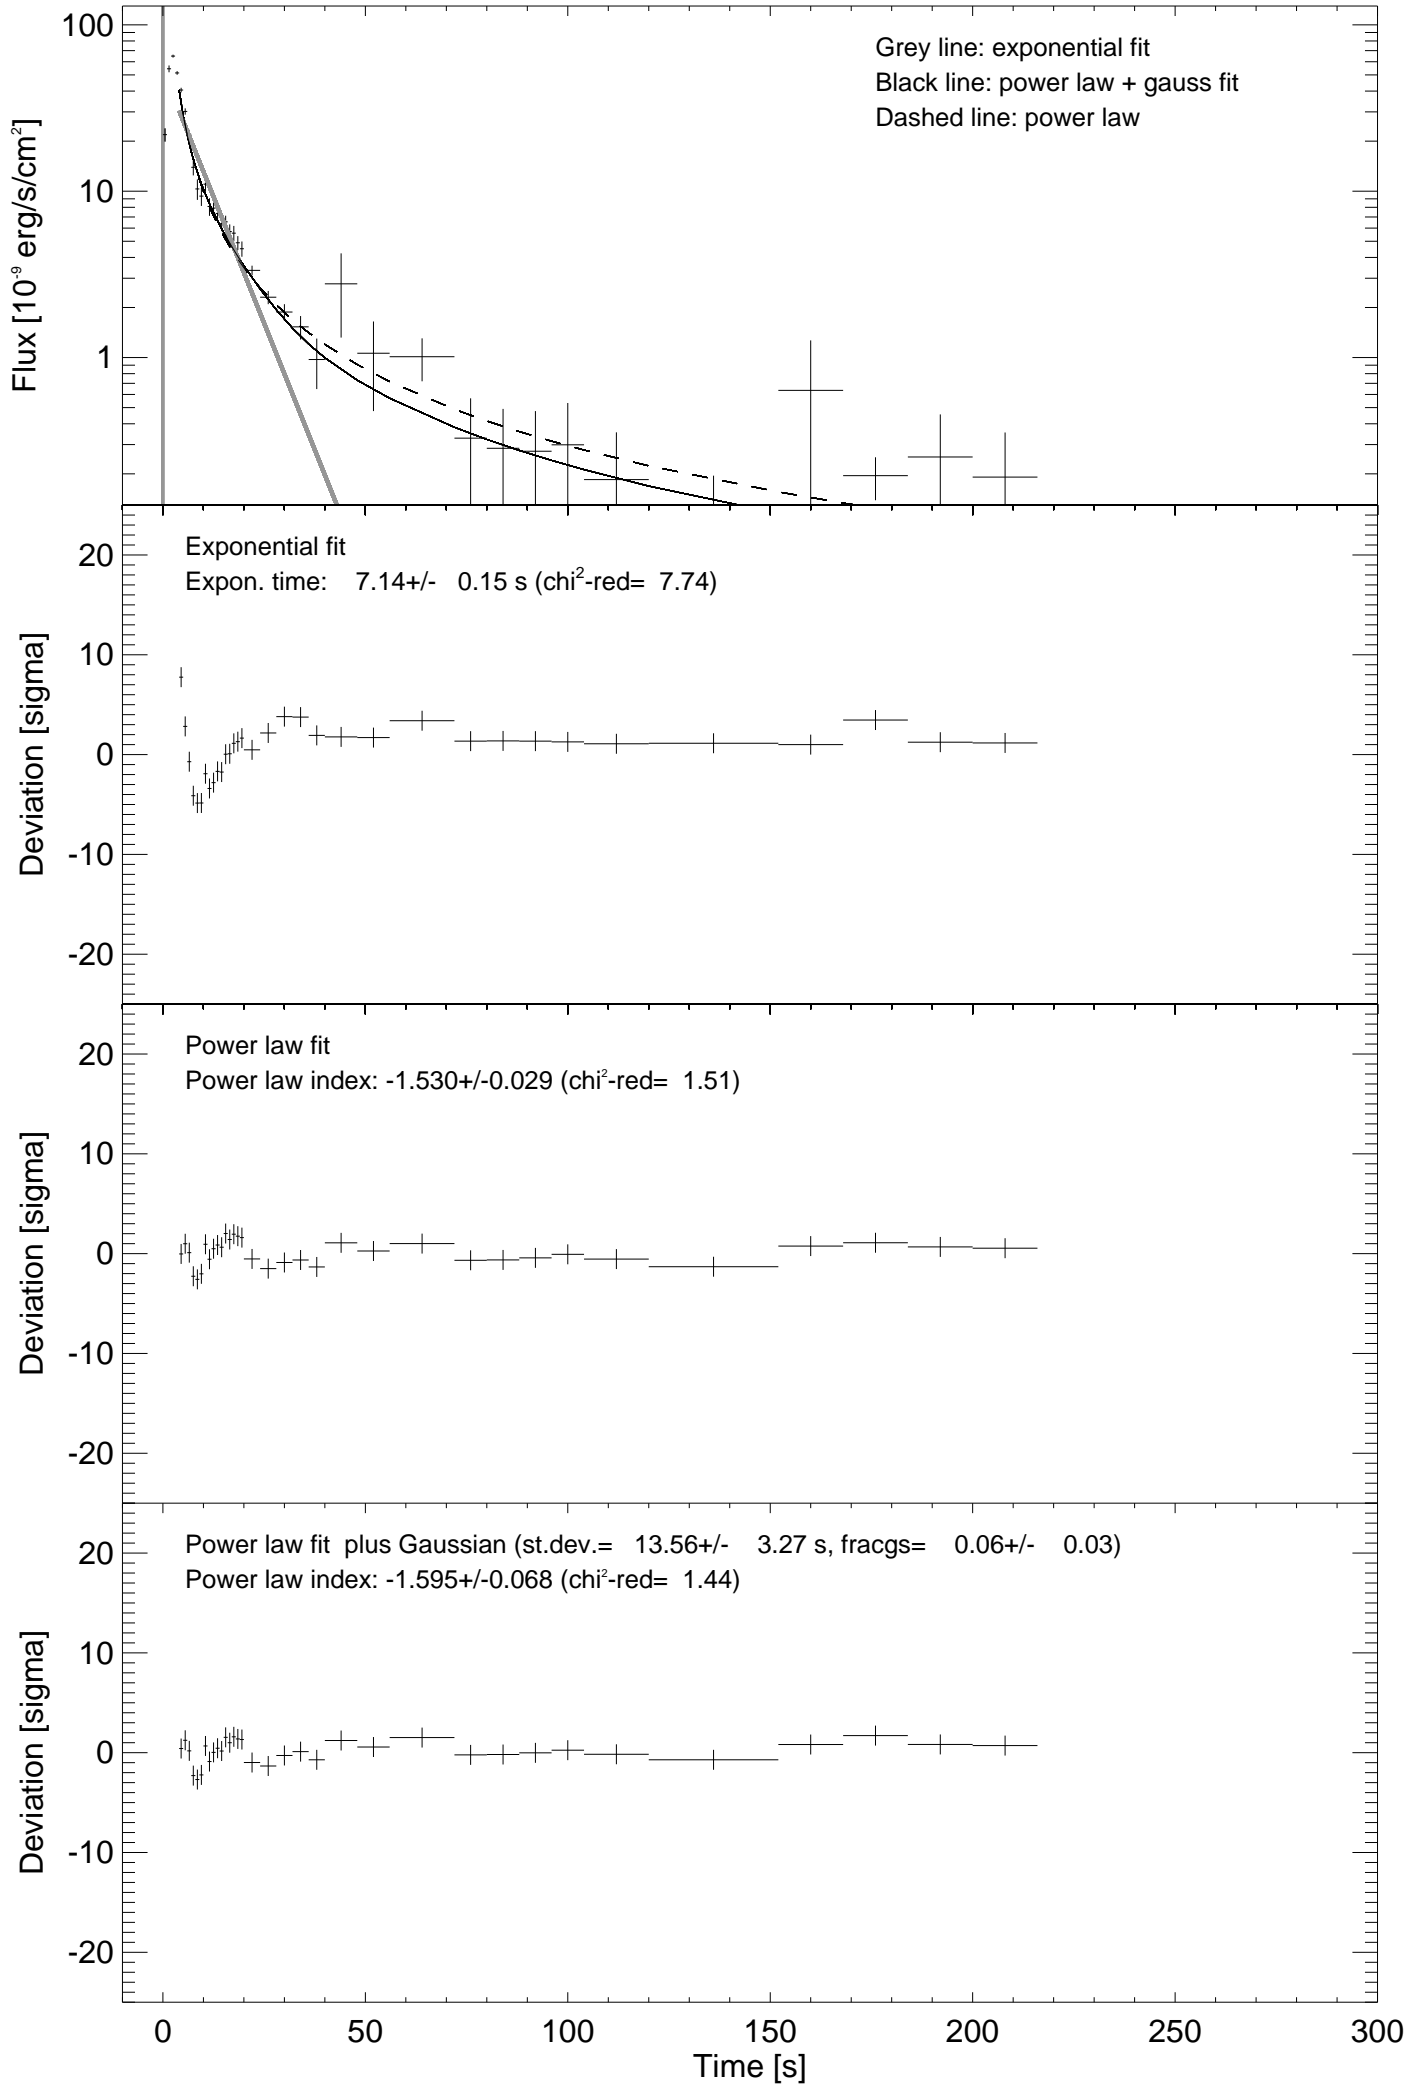 100
10
1
Flux [10⁻⁹ erg/s/cm²]
Grey line: exponential fit
Black line: power law + gauss fit
Dashed line: power law
20
10
0
-10
-20
Deviation [sigma]
Exponential fit
Expon. time: 7.14+/- 0.15 s (chi²-red= 7.74)
20
10
0
-10
-20
Deviation [sigma]
Power law fit
Power law index: -1.530+/-0.029 (chi²-red= 1.51)
20
10
0
-10
-20
Deviation [sigma]
Power law fit plus Gaussian (st.dev.= 13.56+/- 3.27 s, fracgs= 0.06+/- 0.03)
Power law index: -1.595+/-0.068 (chi²-red= 1.44)
0 50 100 150 200 250 300
Time [s]